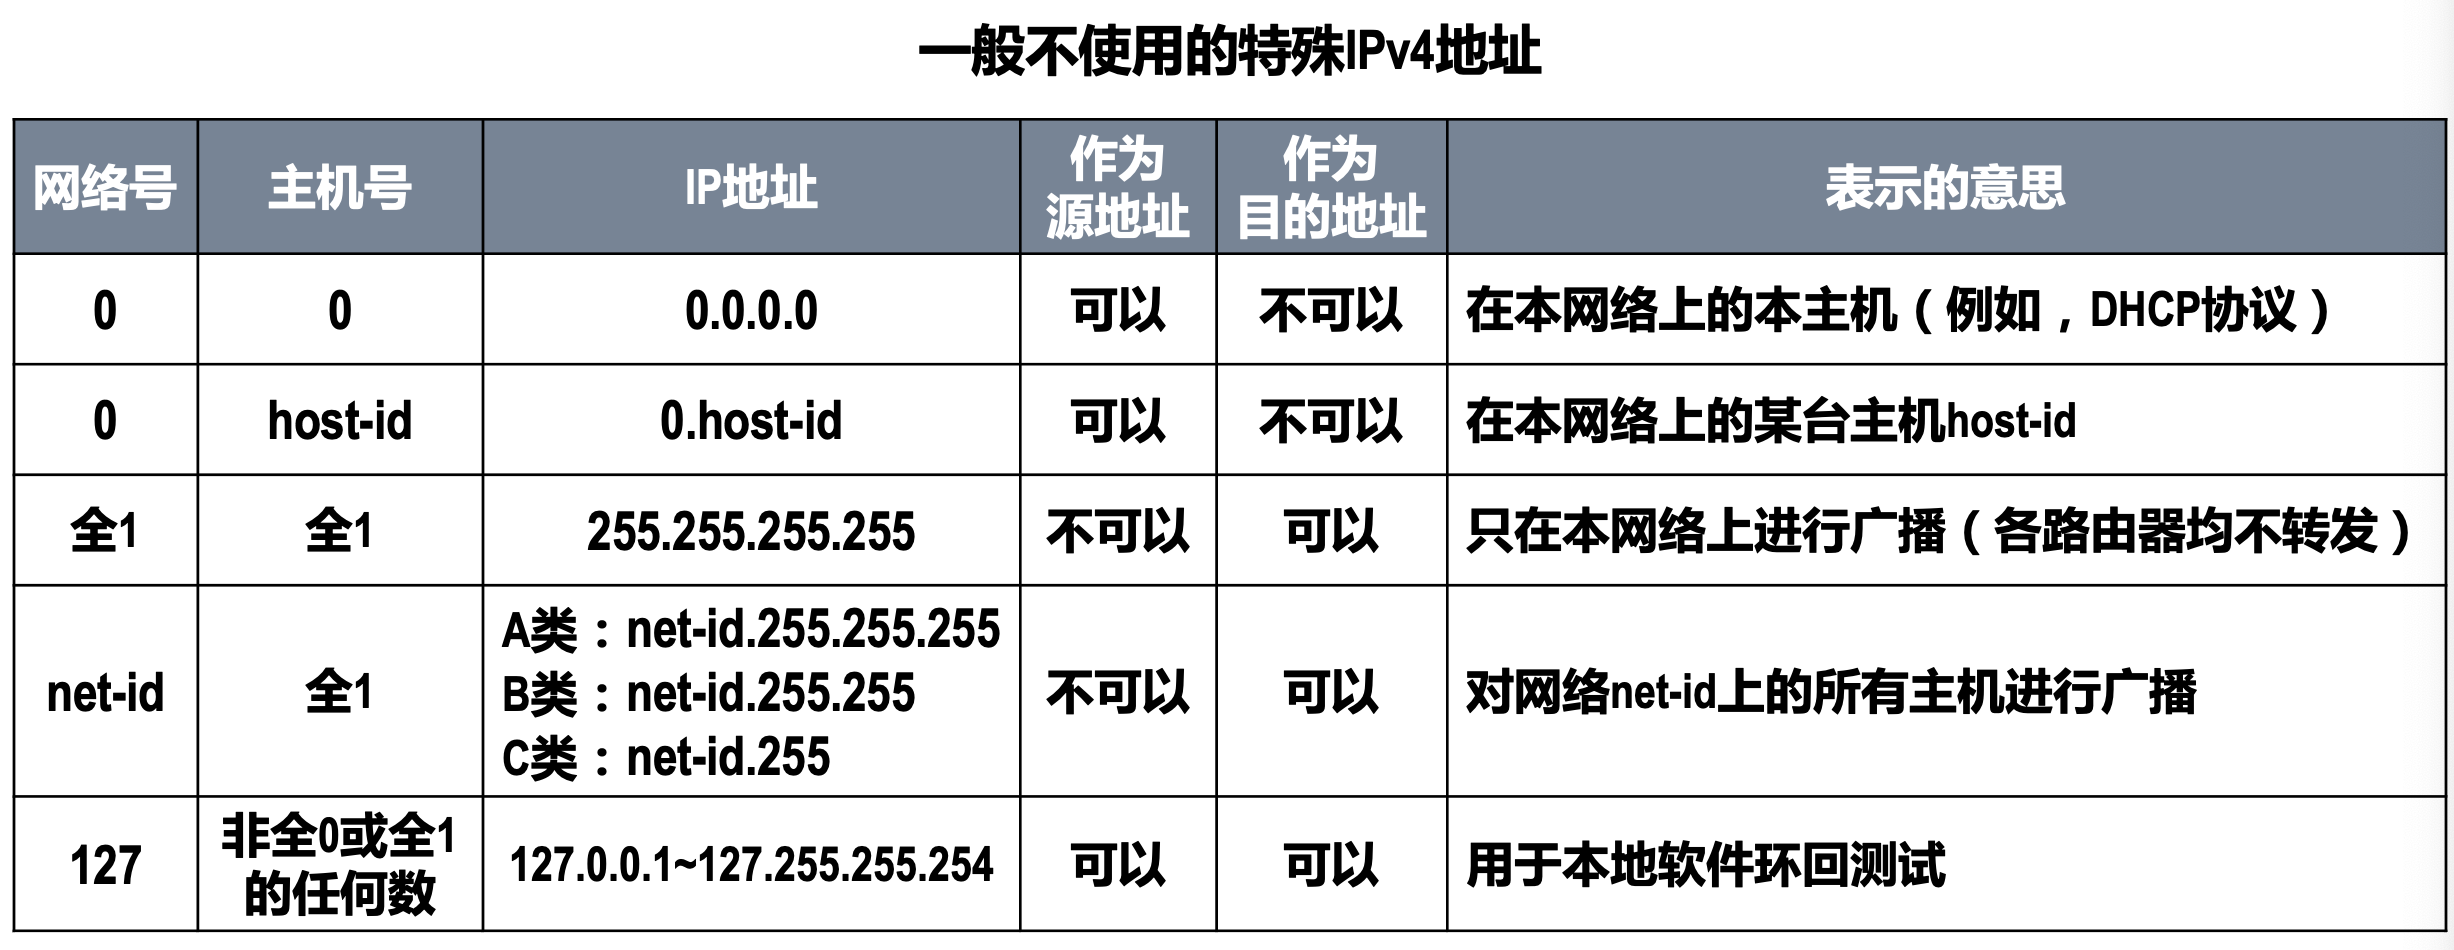 一般不使用的特殊IPv4地址
网络号 主机号 IP地址 作为源地址 作为目的地址 表示的意思
0 0 0.0.0.0 可以 不可以 在本网络上的本主机（例如，DHCP协议）
0 host-id 0.host-id 可以 不可以 在本网络上的某台主机host-id
全1 全1 255.255.255.255 不可以 可以 只在本网络上进行广播（各路由器均不转发）
net-id 全1 A类：net-id.255.255.255
B类：net-id.255.255
C类：net-id.255
不可以 可以 对网络net-id上的所有主机进行广播
127 非全0或全1
的任何数
127.0.0.1~127.255.255.254 可以 可以 用于本地软件环回测试